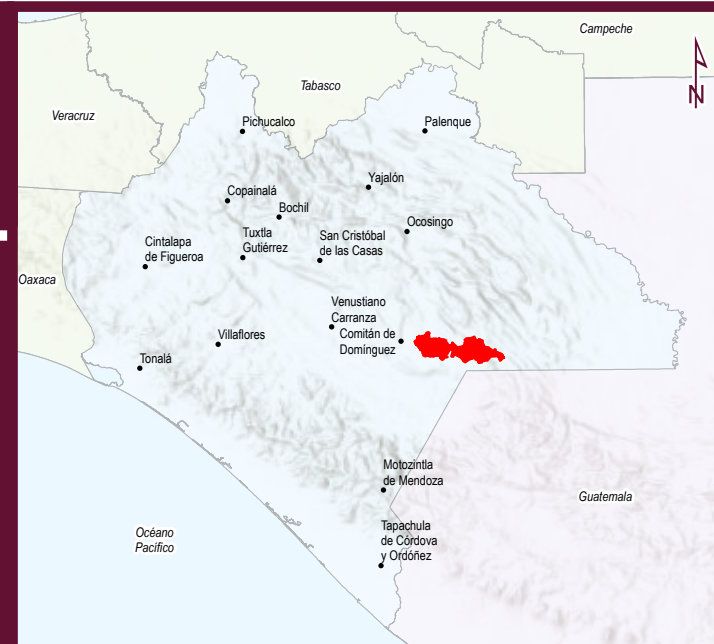 Campeche
Tabasco
N
Veracruz
Pichucalco
Palenque
Yajalón
Copainalá
Bochil
Ocosingo
Tuxtla
Gutiérrez
San Cristóbal
de las Casas
Cintalapa
de Figueroa
Oaxaca
Venustiano
Carranza
Comitán de
Domínguez
Villaflores
Tonalá
Motozintla
de Mendoza
Guatemala
Océano
Pacífico
Tapachula
de Córdova
y Ordóñez